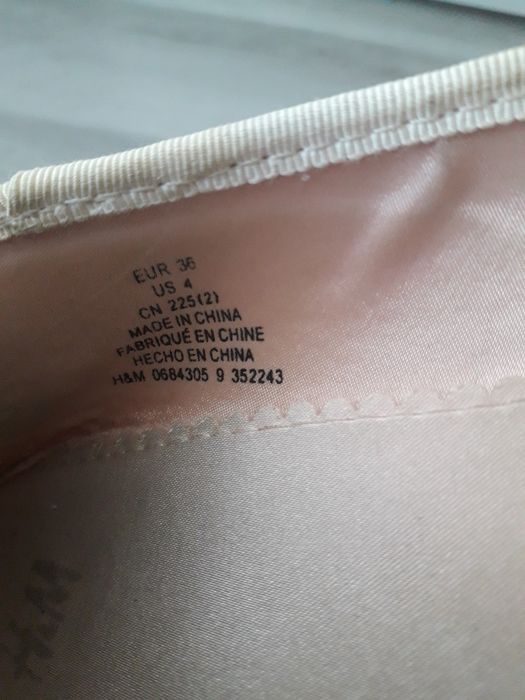 EUR 36
US 4
CN 225(2)
MADE IN CHINA
FABRIQUÉ EN CHINE
HECHO EN CHINA
H&M 0684305 9 352243
H&M